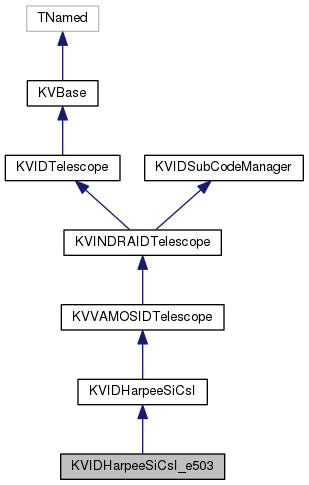 TNamed
KVBase
KVIDTelescope
KVIDSubCodeManager
KVINDRAIDTelescope
KVVAMOSIDTelescope
KVIDHarpeeSiCsI
KVIDHarpeeSiCsI_e503